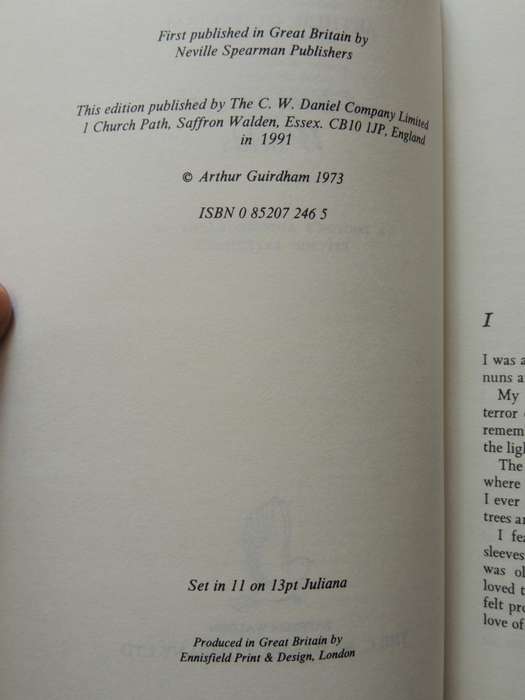 First published in Great Britain by
Neville Spearman Publishers
This edition published by The C. W. Daniel Company Limited
1 Church Path, Saffron Walden, Essex. CB10 1JP, England
in 1991
© Arthur Guirdham 1973
ISBN 0 85207 246 5
Set in 11 on 13pt Juliana
Produced in Great Britain by
Ennisfield Print & Design, London
I
I was a
nuns a
My
terror
remem
the lig
The
where
I ever
trees a
I fe
sleeves
was ol
loved t
felt pr
love of